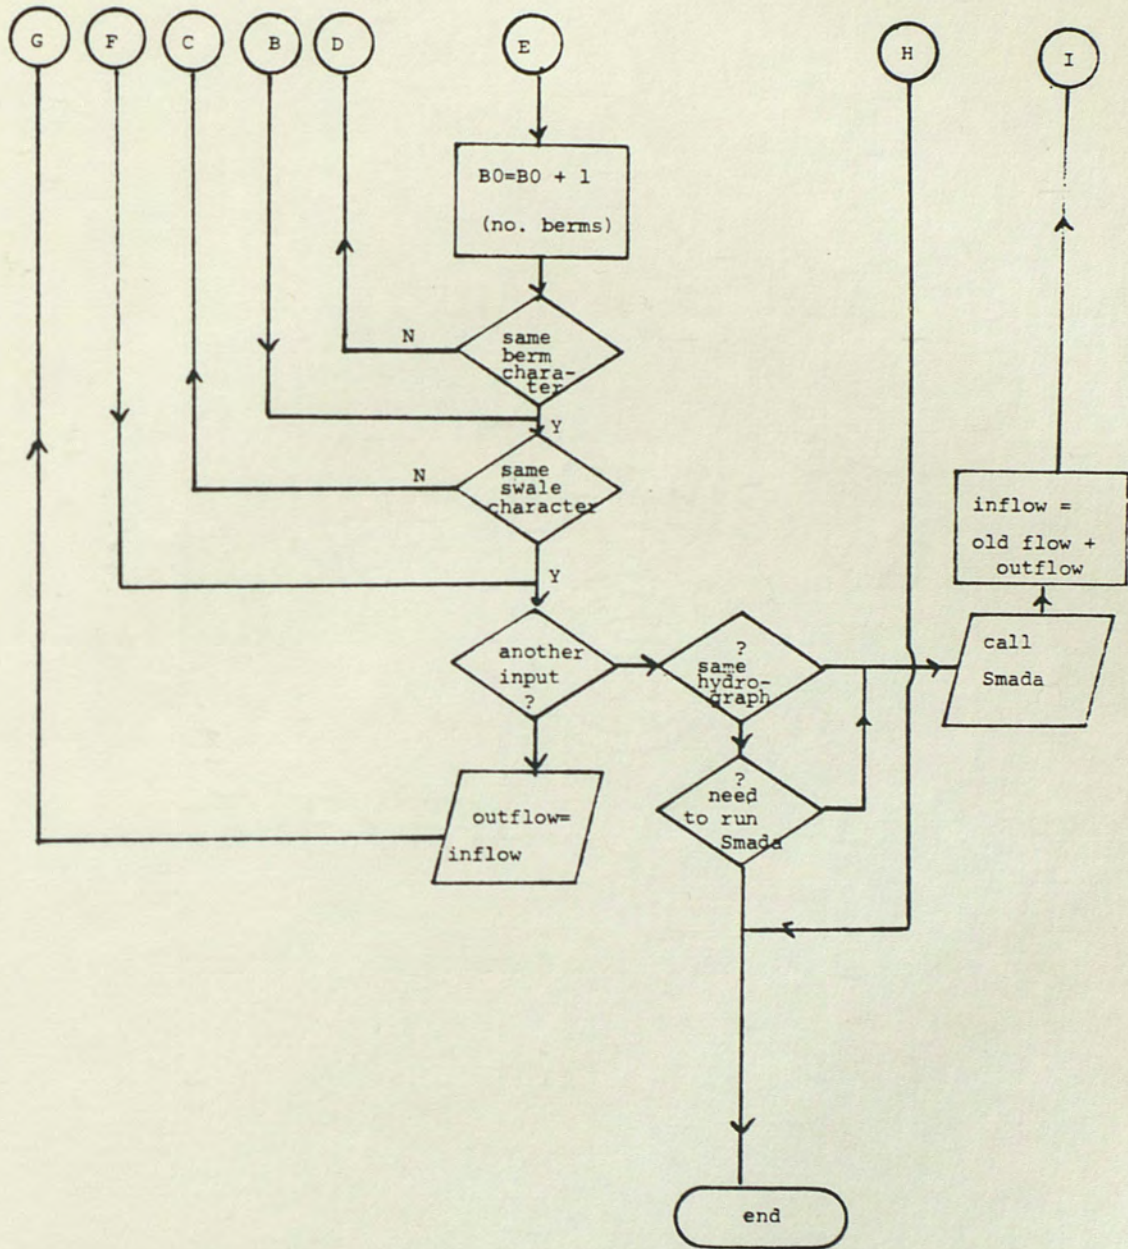 G
F
C
B
D
E
H
I
B0=B0 + 1
(no. berms)
N
same
berm
chara-
ter
Y
N
same
swale
character
Y
inflow =
old flow +
outflow
another
input
?
?
same
hydro-
graph
call
Smada
?
need
to run
Smada
outflow=
inflow
end